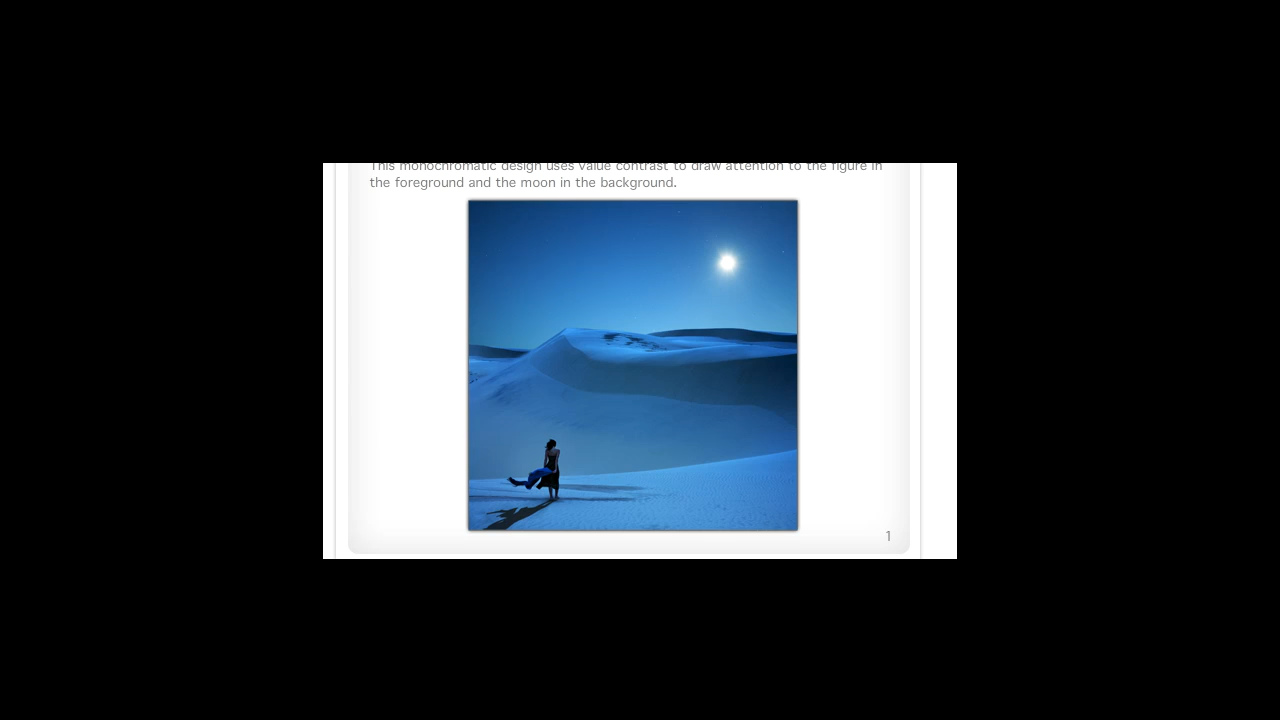 This monochromatic design uses value contrast to draw attention to the figure in
the foreground and the moon in the background.
1